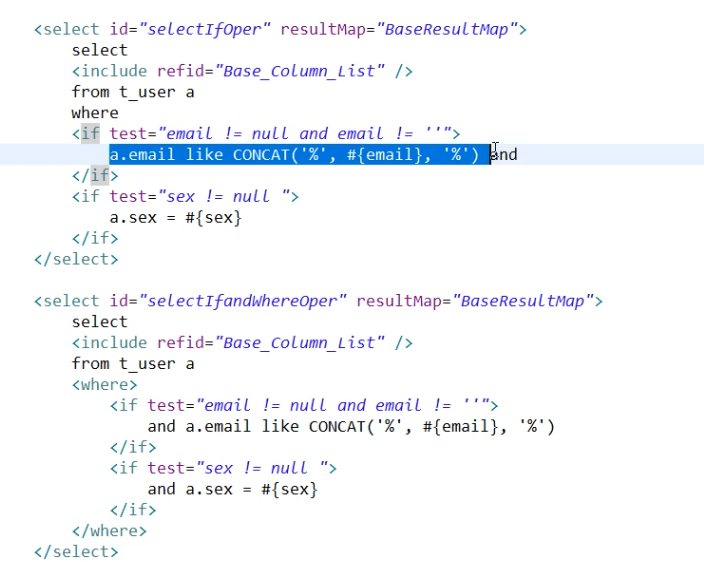 <select id="selectIfOper" resultMap="BaseResultMap">
select
<include refid="Base_Column_List" />
from t_user a
where
<if test="email != null and email != ''">
a.email like CONCAT('%', #{email}, '%') and
</if>
<if test="sex != null ">
a.sex = #{sex}
</if>
</select>
<select id="selectIfandWhereOper" resultMap="BaseResultMap">
select
<include refid="Base_Column_List" />
from t_user a
<where>
<if test="email != null and email != ''">
and a.email like CONCAT('%', #{email}, '%')
</if>
<if test="sex != null ">
and a.sex = #{sex}
</if>
</where>
</select>